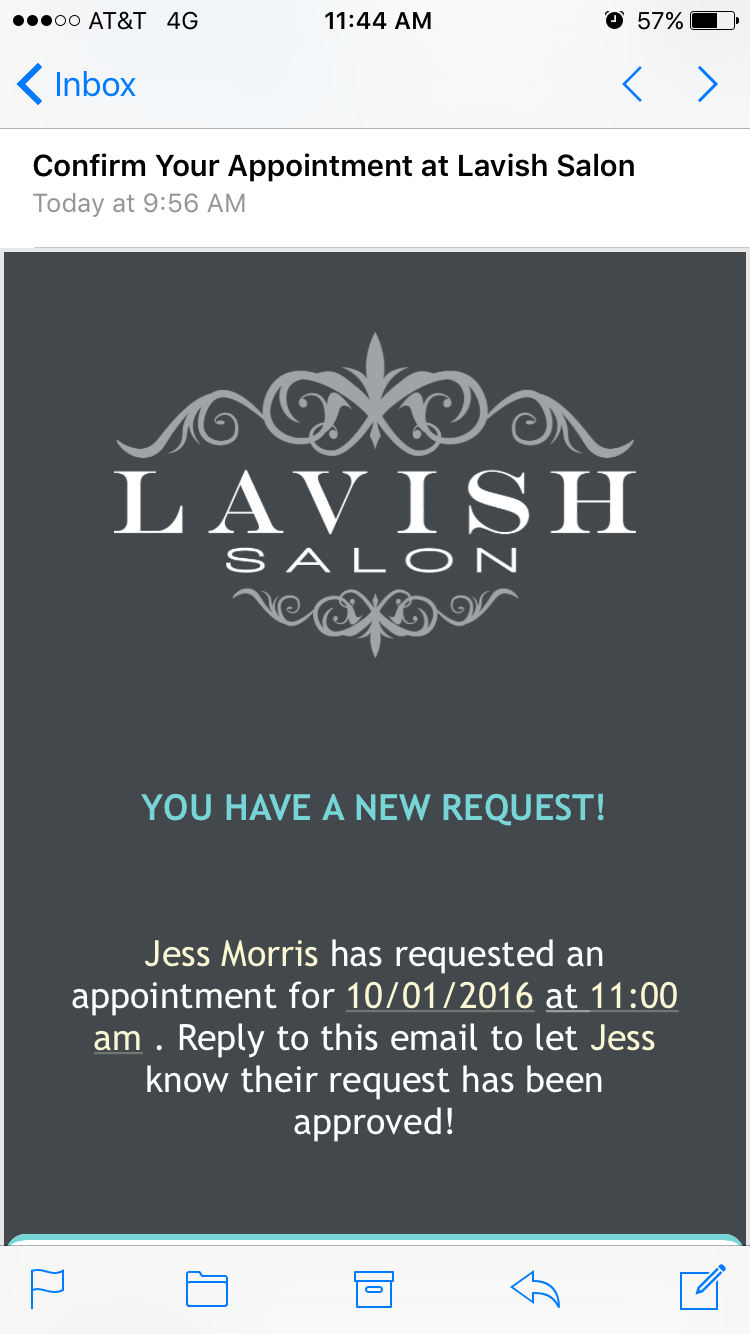 AT&T 4G 11:44 AM 57%
Inbox
Confirm Your Appointment at Lavish Salon
Today at 9:56 AM
LAVISH
SALON
YOU HAVE A NEW REQUEST!
Jess Morris has requested an
appointment for 10/01/2016 at 11:00
am . Reply to this email to let Jess
know their request has been
approved!